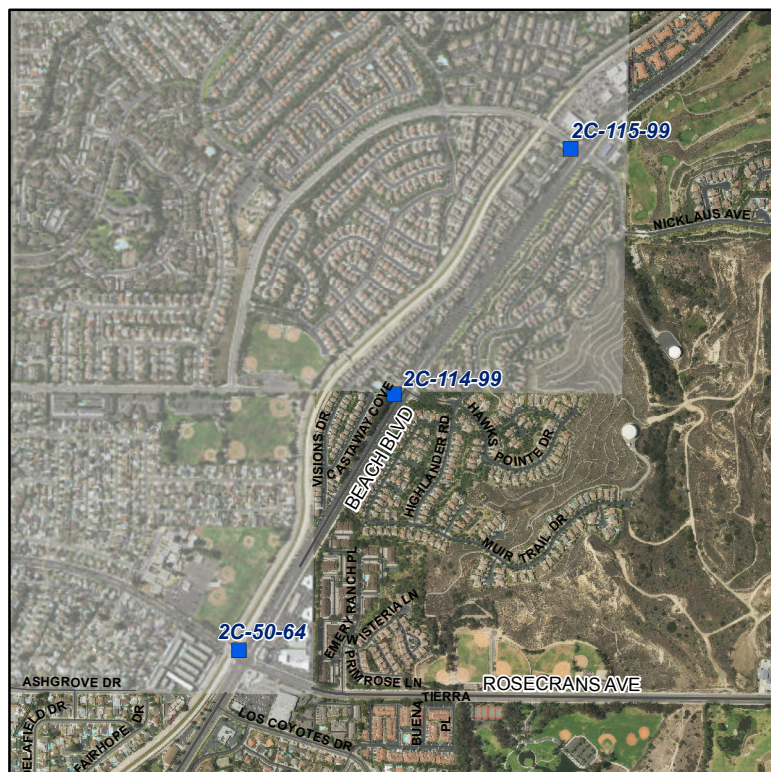 2C-115-99
NICKLAUS AVE
2C-114-99
VISIONS DR
CASTAWAY COVE
BEACH BLVD
HIGHLANDER RD
HAWKS POINTE DR
MUIR TRAIL DR
EMERY RANCH PL
WISTERIA LN
2C-50-64
PRIMROSE LN
ROSECRANS AVE
ASHGROVE DR
TIERRA
BUENA
PL
DELAFIELD DR
FAIRHOPE DR
LOS COYOTES DR